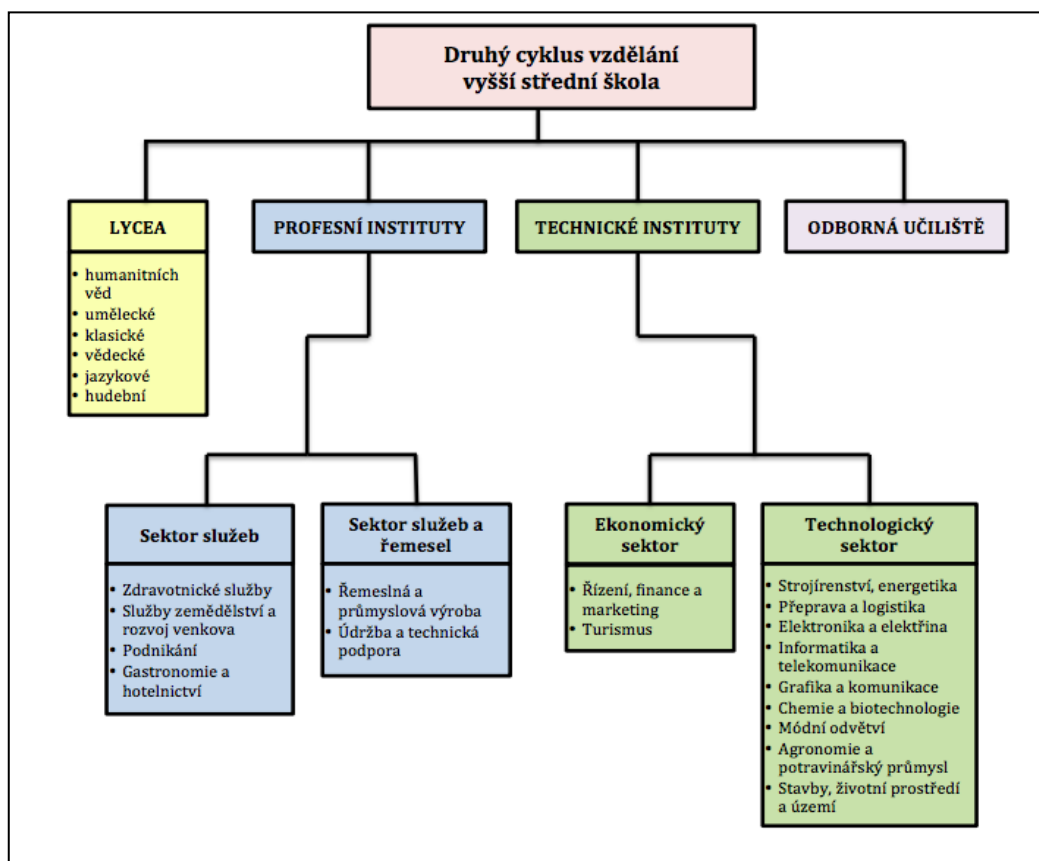 Druhý cyklus vzdělání
vyšší střední škola
LYCEA
• humanitních
věd
• umělecké
• klasické
• vědecké
• jazykové
• hudební
PROFESNÍ INSTITUTY
TECHNICKÉ INSTITUTY
ODBORNÁ UČILIŠTĚ
Sektor služeb
• Zdravotnické služby
• Služby zemědělství a
rozvoj venkova
• Podnikání
• Gastronomie a
hotelnictví
Sektor služeb a
řemesel
• Řemeslná a
průmyslová výroba
• Údržba a technická
podpora
Ekonomický
sektor
• Řízení, finance a
marketing
• Turismus
Technologický
sektor
• Strojírenství, energetika
• Přeprava a logistika
• Elektronika a elektřina
• Informatika a
telekomunikace
• Grafika a komunikace
• Chemie a biotechnologie
• Módní odvětví
• Agronomie a
potravinářský průmysl
• Stavby, životní prostředí
a území